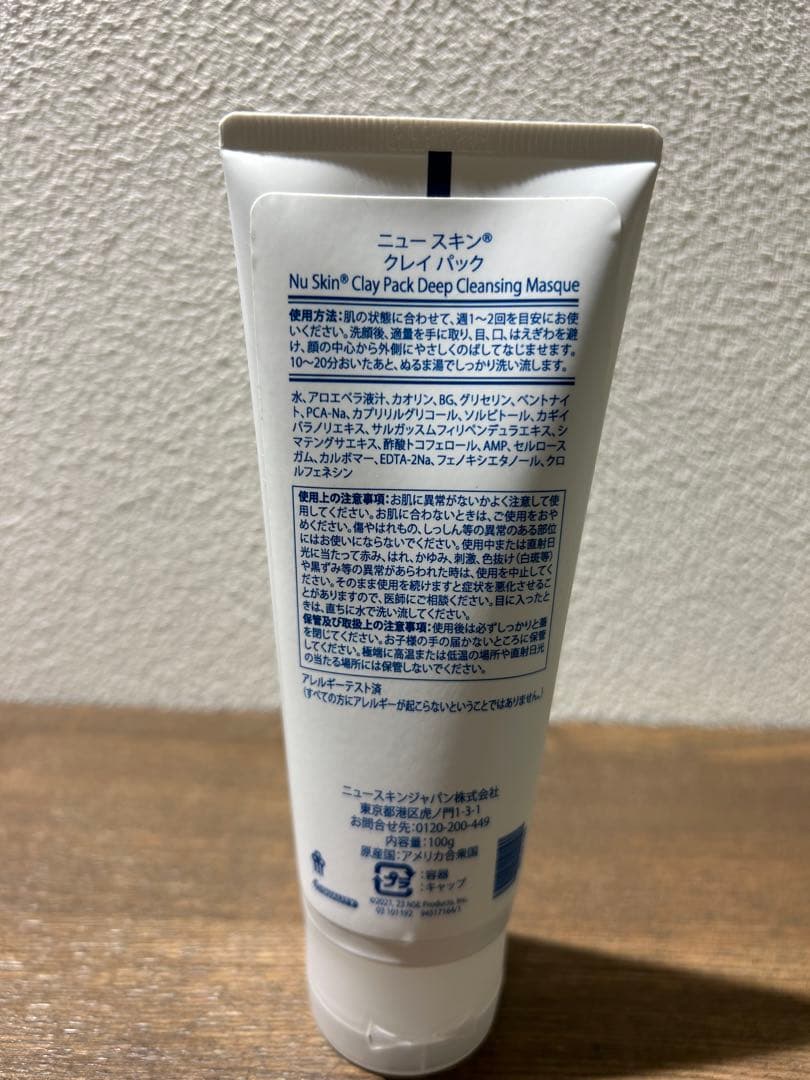 ニュー スキン®
クレイ パック
Nu Skin® Clay Pack Deep Cleansing Masque
使用方法:肌の状態に合わせて、週1〜2回を目安にお使
いください。洗顔後、適量を手に取り、目、口、はえぎわを避
け、顔の中心から外側にやさしくのばしてなじませます。
10〜20分おいたあと、ぬるま湯でしっかり洗い流します。
水、アロエベラ液汁、カオリン、BG、グリセリン、ベントナイ
ト、PCA-Na、カプリリルグリコール、ソルビトール、カギイ
バラノリエキス、サルガッスムフィリペンデュラエキス、シ
マテングサエキス、酢酸トコフェロール、AMP、セルロース
ガム、カルボマー、EDTA-2Na、フェノキシエタノール、クロ
ルフェネシン
使用上の注意事項:お肌に異常がないかよく注意して使
用してください。お肌に合わないときは、ご使用をおや
めください。傷やはれもの、しっしん等の異常のある部位
にはお使いにならないでください。使用中または直射日
光に当たって赤み、はれ、かゆみ、刺激、色抜け(白斑等)
や黒ずみ等の異常があらわれた時は、使用を中止してく
ださい。そのまま使用を続けますと症状を悪化させるこ
とがありますので、医師にご相談ください。目に入ったと
きは、直ちに水で洗い流してください。
保管及び取扱上の注意事項:使用後は必ずしっかりと蓋
を閉じてください。お子様の手の届かないところに保管
してください。極端に高温または低温の場所や直射日光
の当たる場所には保管しないでください。
アレルギーテスト済
(すべての方にアレルギーが起こらないということではありません。)
ニュースキンジャパン株式会社
東京都港区虎ノ門1-3-1
お問合せ先:0120-200-449
内容量:100g
原産国:アメリカ合衆国
プラ
:容器
:キャップ
©2021, 23 NSE Products, Inc.
03 101192 94317164/1